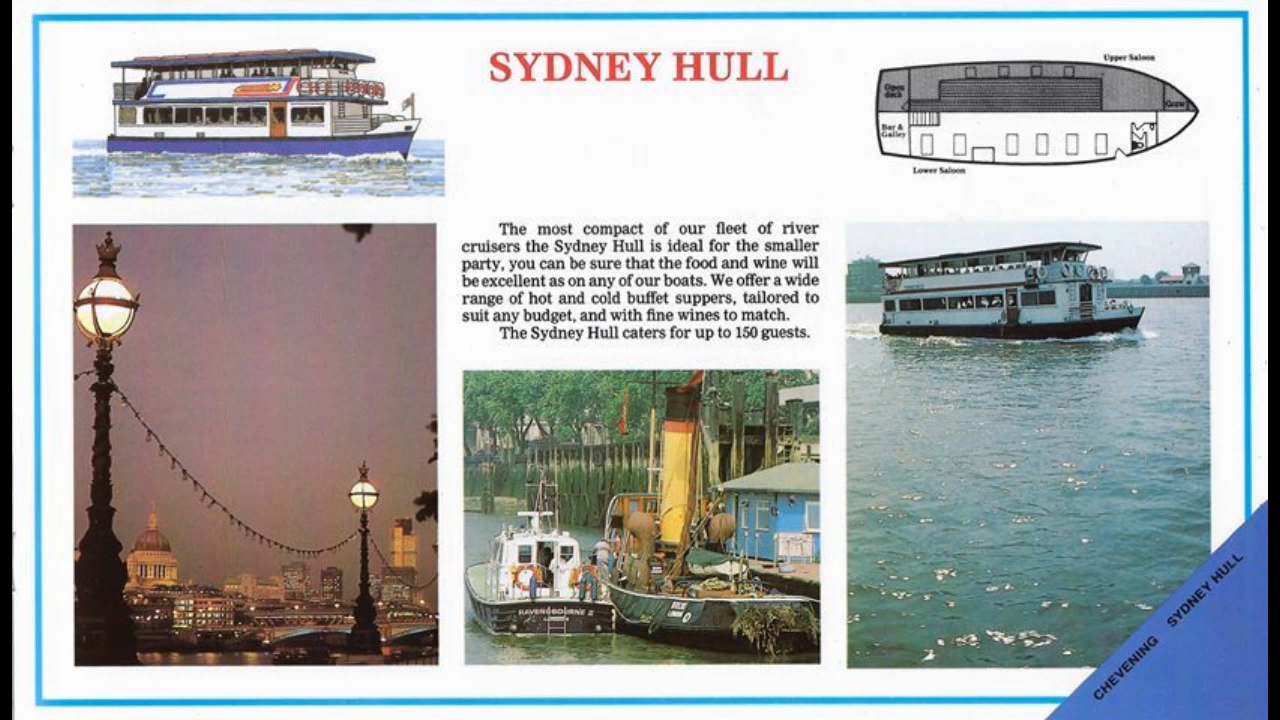 SYDNEY HULL
Upper Saloon
Open
deck
Crew
Bar &
Galley
Lower Saloon
The most compact of our fleet of river
cruisers the Sydney Hull is ideal for the smaller
party, you can be sure that the food and wine will
be excellent as on any of our boats. We offer a wide
range of hot and cold buffet suppers, tailored to
suit any budget, and with fine wines to match.
The Sydney Hull caters for up to 150 guests.
RAVENSBOURNE II
LONDON
LONDON
CHEVENING SYDNEY HULL